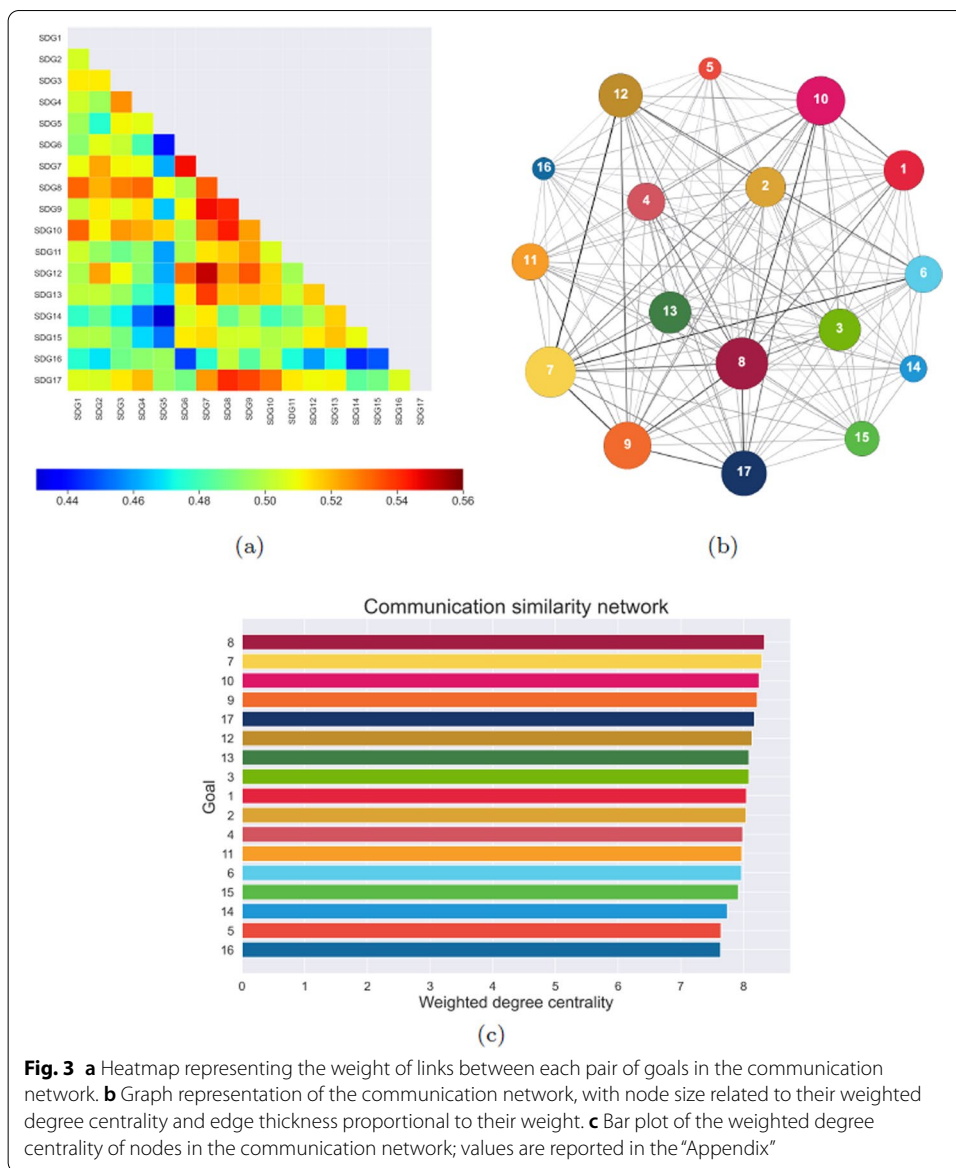 SDG1
SDG2
SDG3
SDG4
SDG5
SDG6
SDG7
SDG8
SDG9
SDG10
SDG11
SDG12
SDG13
SDG14
SDG15
SDG16
SDG17
SDG1 SDG2 SDG3 SDG4 SDG5 SDG6 SDG7 SDG8 SDG9 SDG10 SDG11 SDG12 SDG13 SDG14 SDG15 SDG16 SDG17
0.44 0.46 0.48 0.50 0.52 0.54 0.56
(a)
5
12
10
16
1
2
4
11
6
13
3
8
7
14
15
9
17
(b)
Communication similarity network
Goal
8
7
10
9
17
12
13
3
1
2
4
11
6
15
14
5
16
0 1 2 3 4 5 6 7 8
Weighted degree centrality
(c)
Fig. 3 a Heatmap representing the weight of links between each pair of goals in the communication
network. b Graph representation of the communication network, with node size related to their weighted
degree centrality and edge thickness proportional to their weight. c Bar plot of the weighted degree
centrality of nodes in the communication network; values are reported in the “Appendix”